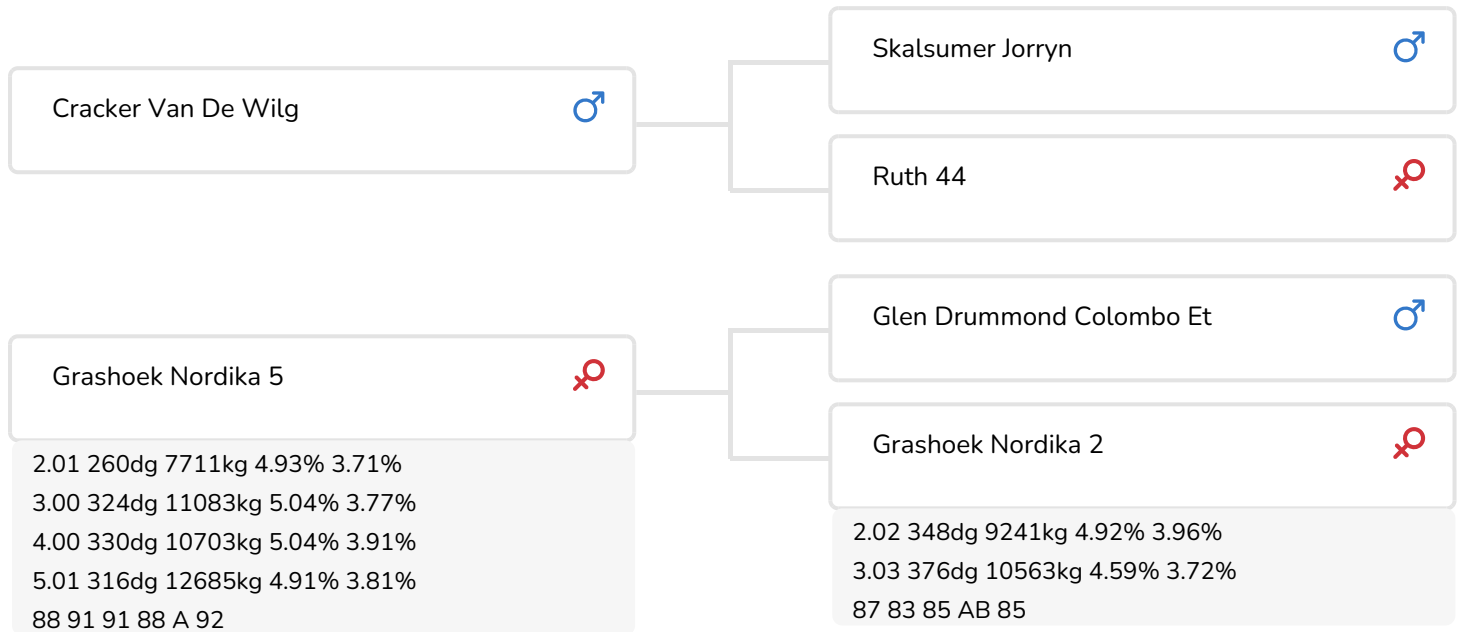 Cracker Van De Wilg
Skalsumer Jorryn
Ruth 44
Grashoek Nordika 5
2.01 260dg 7711kg 4.93% 3.71%
3.00 324dg 11083kg 5.04% 3.77%
4.00 330dg 10703kg 5.04% 3.91%
5.01 316dg 12685kg 4.91% 3.81%
88 91 91 88 A 92
Glen Drummond Colombo Et
Grashoek Nordika 2
2.02 348dg 9241kg 4.92% 3.96%
3.03 376dg 10563kg 4.59% 3.72%
87 83 85 AB 85